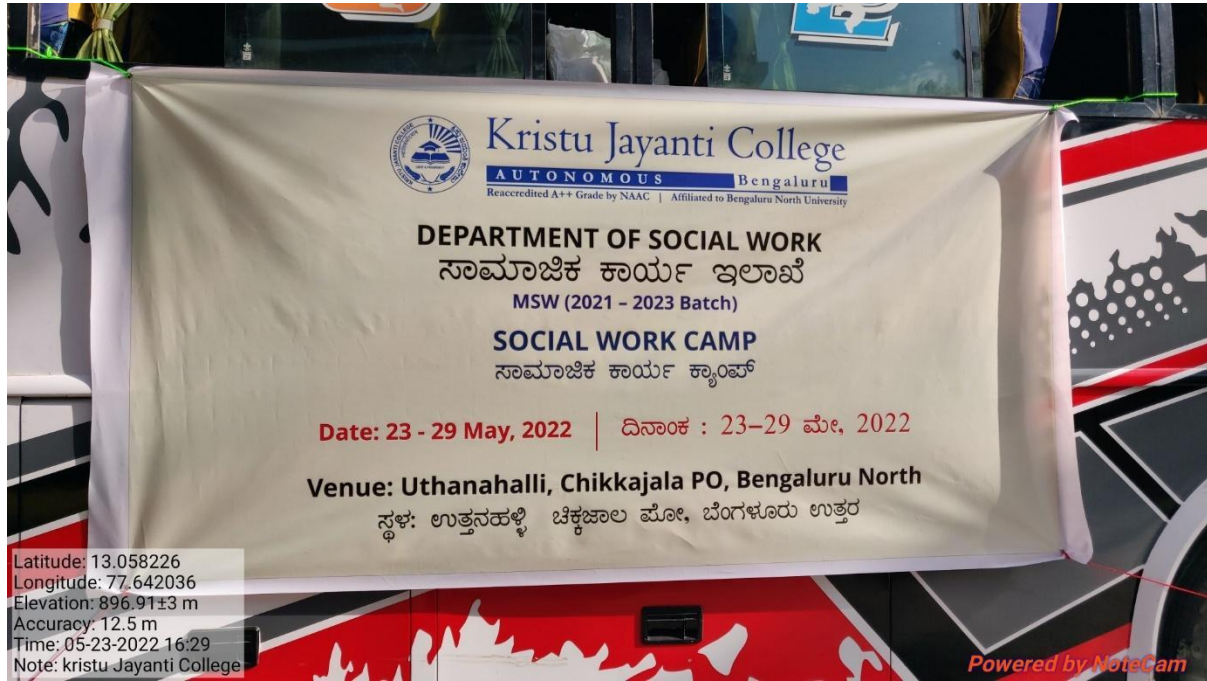 Kristu Jayanti College
AUTONOMOUS Bengaluru
Reaccredited A++ Grade by NAAC | Affiliated to Bengaluru North University
DEPARTMENT OF SOCIAL WORK
ಸಾಮಾಜಿಕ ಕಾರ್ಯ ಇಲಾಖೆ
MSW (2021 – 2023 Batch)
SOCIAL WORK CAMP
ಸಾಮಾಜಿಕ ಕಾರ್ಯ ಕ್ಯಾಂಪ್
Date: 23 - 29 May, 2022 | ದಿನಾಂಕ : 23–29 ಮೇ, 2022
Venue: Uthanahalli, Chikkajala PO, Bengaluru North
ಸ್ಥಳ: ಉತ್ತನಹಳ್ಳಿ ಚಿಕ್ಕಜಾಲ ಪೋ, ಬೆಂಗಳೂರು ಉತ್ತರ
Latitude: 13.058226
Longitude: 77.642036
Elevation: 896.91±3 m
Accuracy: 12.5 m
Time: 05-23-2022 16:29
Note: kristu Jayanti College
Powered by NoteCam